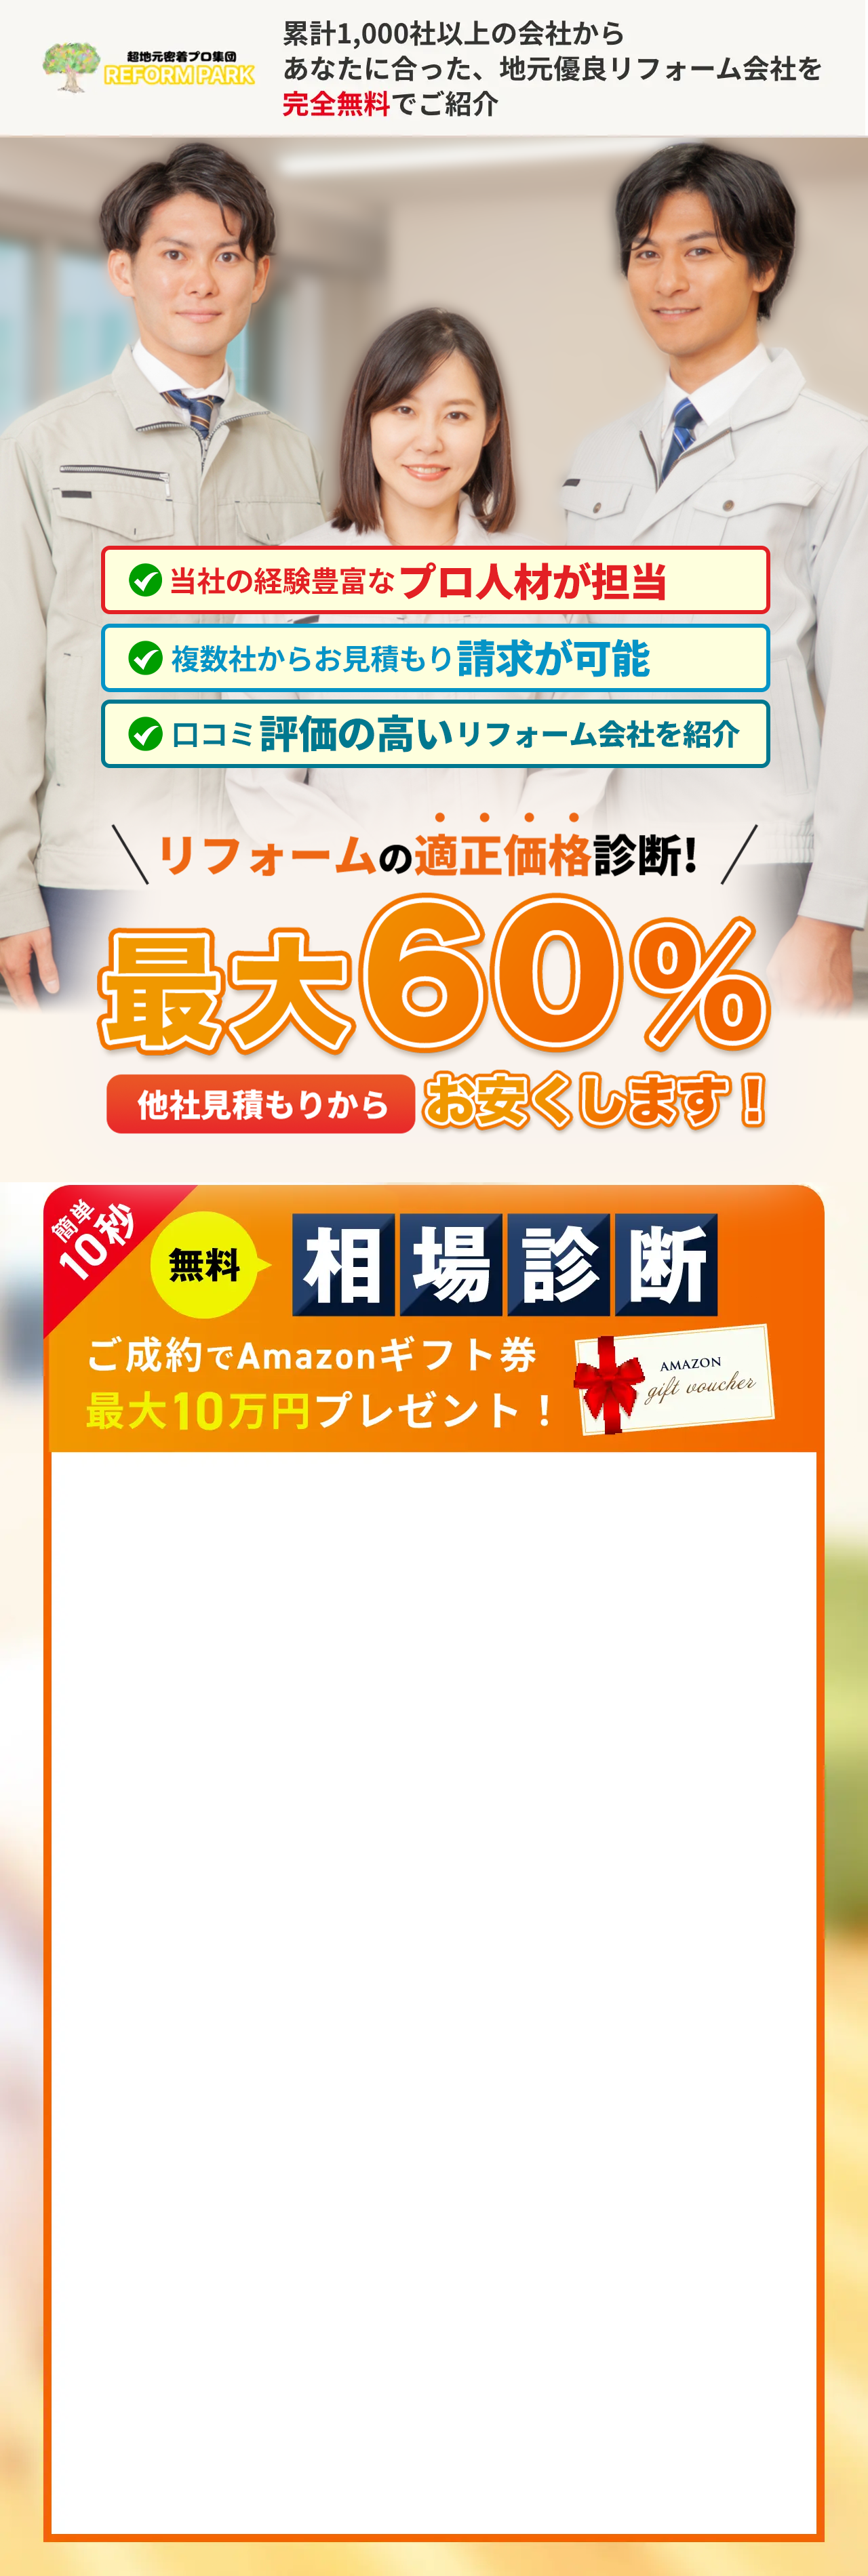 超地元密着プロ集団
REFORM PARK
累計1,000社以上の会社から
あなたに合った、地元優良リフォーム会社を
完全無料でご紹介
当社の経験豊富なプロ人材が担当
複数社からお見積もり請求が可能
口コミ評価の高いリフォーム会社を紹介
リフォームの適正価格診断!
最大60%
他社見積もりから お安くします！
簡単
10秒
無料
相場診断
ご成約でAmazonギフト券
最大10万円プレゼント！
AMAZON
gift voucher